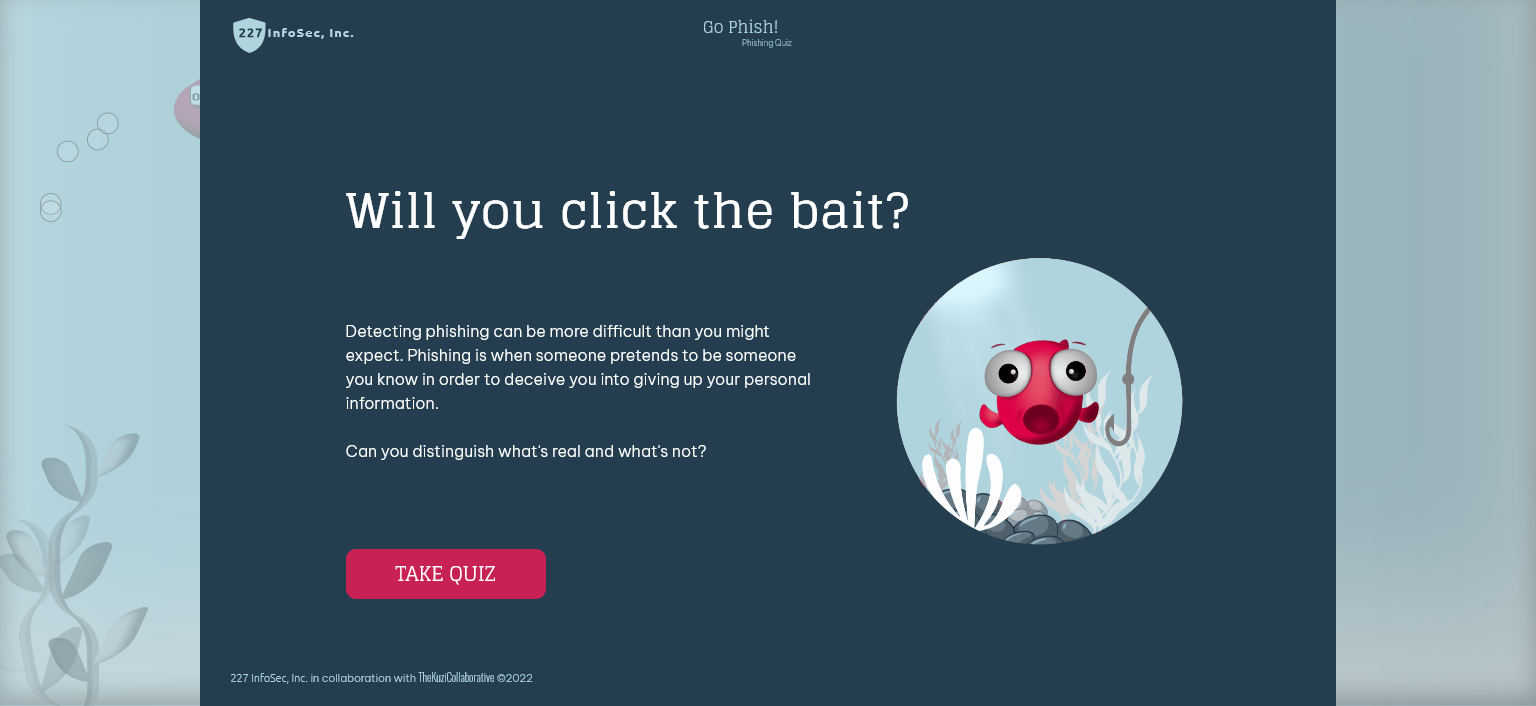 227 InfoSec, Inc.
Go Phish!
Phishing Quiz
Will you click the bait?
Detecting phishing can be more difficult than you might
expect. Phishing is when someone pretends to be someone
you know in order to deceive you into giving up your personal
information.
Can you distinguish what's real and what's not?
TAKE QUIZ
227 InfoSec, Inc. in collaboration with TheKuziCollaborative ©2022